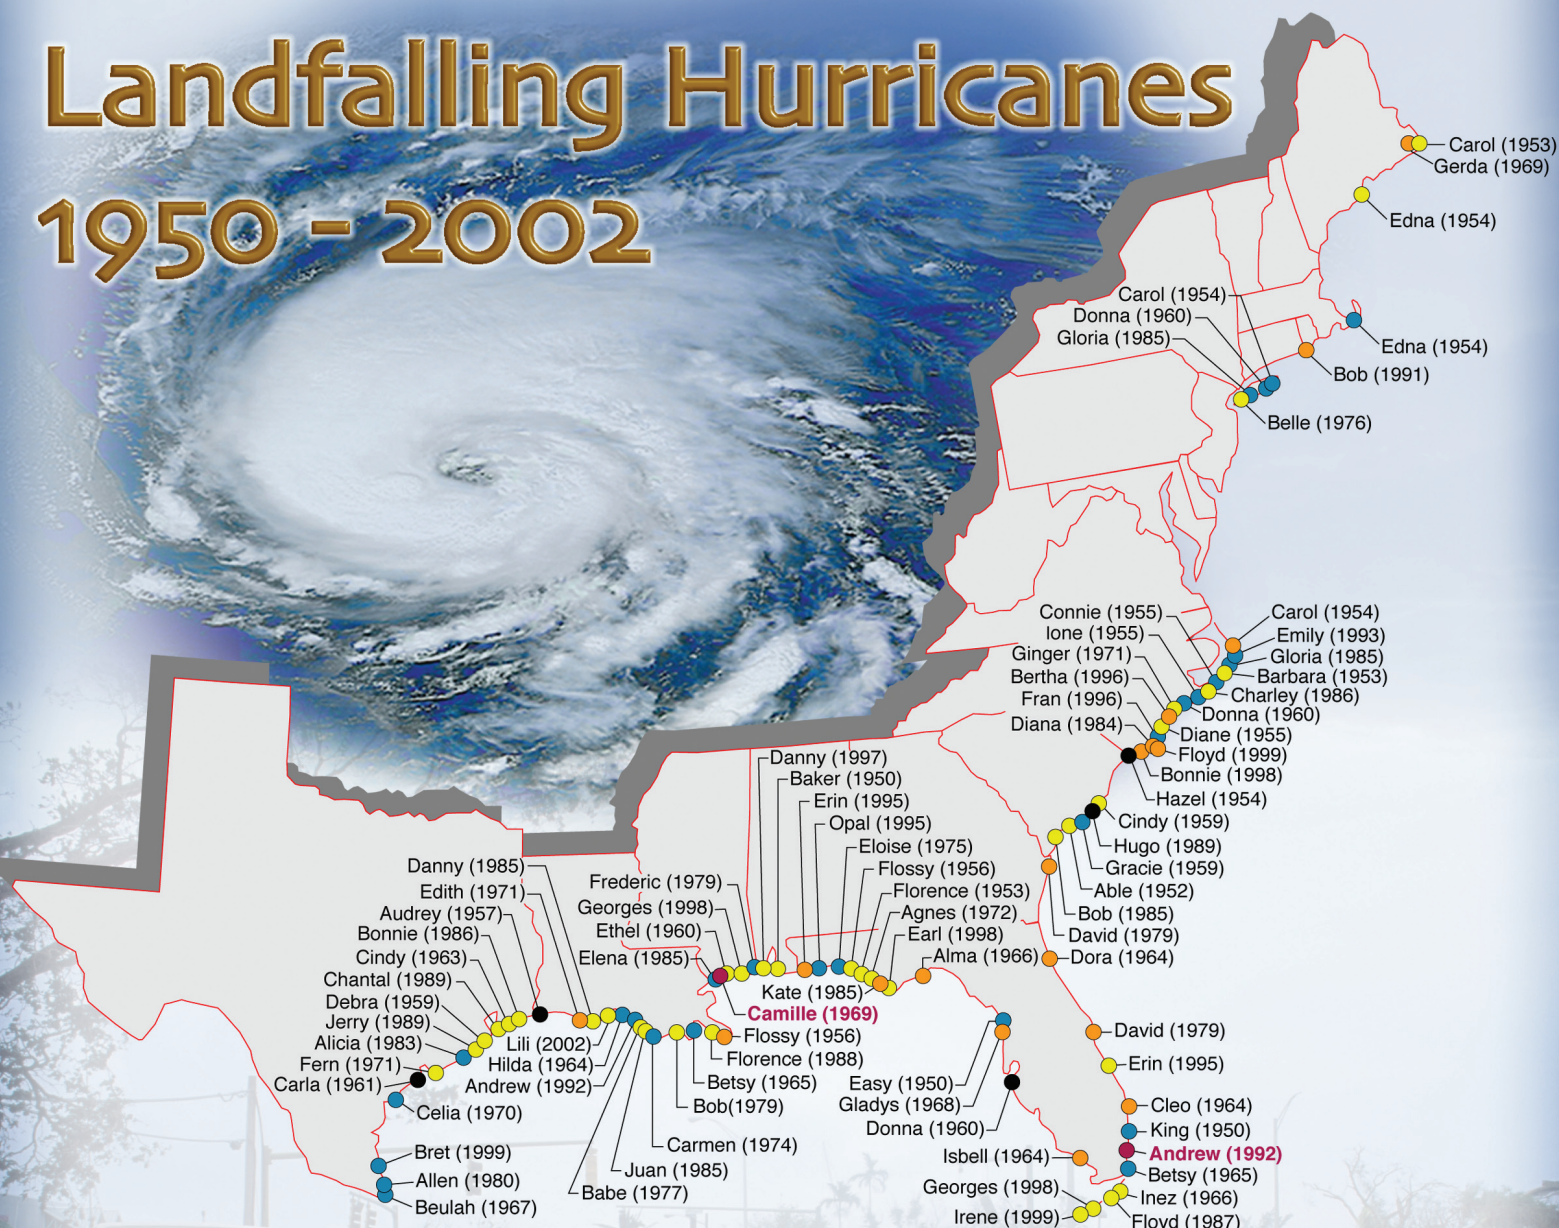 Landfalling Hurricanes
1950 - 2002
Carol (1953)
Gerda (1969)
Edna (1954)
Carol (1954)
Donna (1960)
Gloria (1985)
Edna (1954)
Bob (1991)
Belle (1976)
Connie (1955)
Ione (1955)
Ginger (1971)
Bertha (1996)
Fran (1996)
Diana (1984)
Carol (1954)
Emily (1993)
Gloria (1985)
Barbara (1953)
Charley (1986)
Donna (1960)
Diane (1955)
Floyd (1999)
Bonnie (1998)
Hazel (1954)
Cindy (1959)
Hugo (1989)
Gracie (1959)
Able (1952)
Bob (1985)
David (1979)
Dora (1964)
Danny (1997)
Baker (1950)
Erin (1995)
Opal (1995)
Eloise (1975)
Flossy (1956)
Florence (1953)
Agnes (1972)
Earl (1998)
Alma (1966)
Kate (1985)
Frederic (1979)
Georges (1998)
Ethel (1960)
Elena (1985)
Camille (1969)
Flossy (1956)
Florence (1988)
Betsy (1965)
Bob(1979)
Carmen (1974)
Juan (1985)
Babe (1977)
Danny (1985)
Edith (1971)
Audrey (1957)
Bonnie (1986)
Cindy (1963)
Chantal (1989)
Debra (1959)
Jerry (1989)
Alicia (1983)
Fern (1971)
Carla (1961)
Lili (2002)
Hilda (1964)
Andrew (1992)
Celia (1970)
Bret (1999)
Allen (1980)
Beulah (1967)
Easy (1950)
Gladys (1968)
Donna (1960)
Isbell (1964)
Georges (1998)
Irene (1999)
David (1979)
Erin (1995)
Cleo (1964)
King (1950)
Andrew (1992)
Betsy (1965)
Inez (1966)
Floyd (1987)